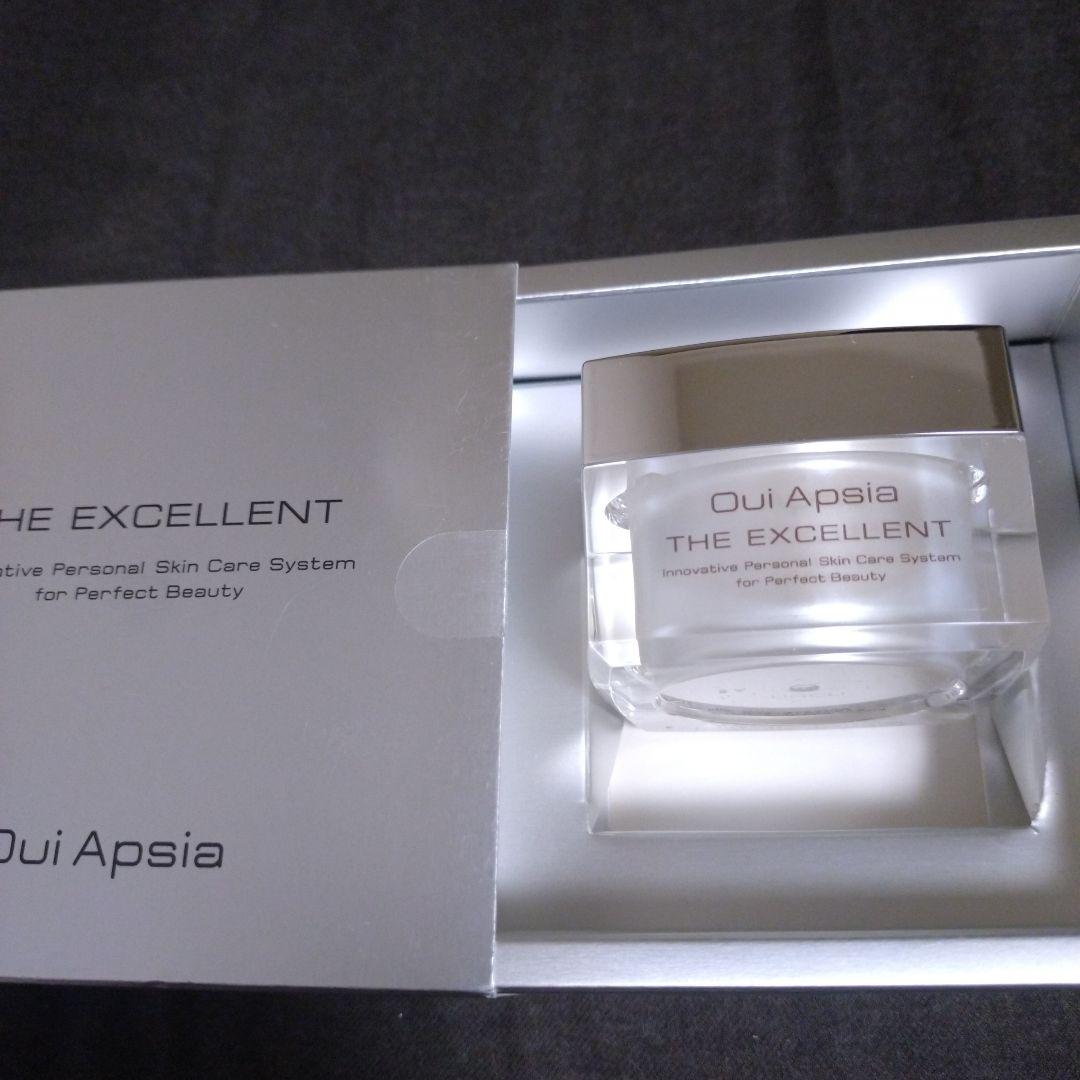 HE EXCELLENT
ative Personal Skin Care System
for Perfect Beauty
Oui Apsia
Oui Apsia
THE EXCELLENT
Innovative Personal Skin Care System
for Perfect Beauty